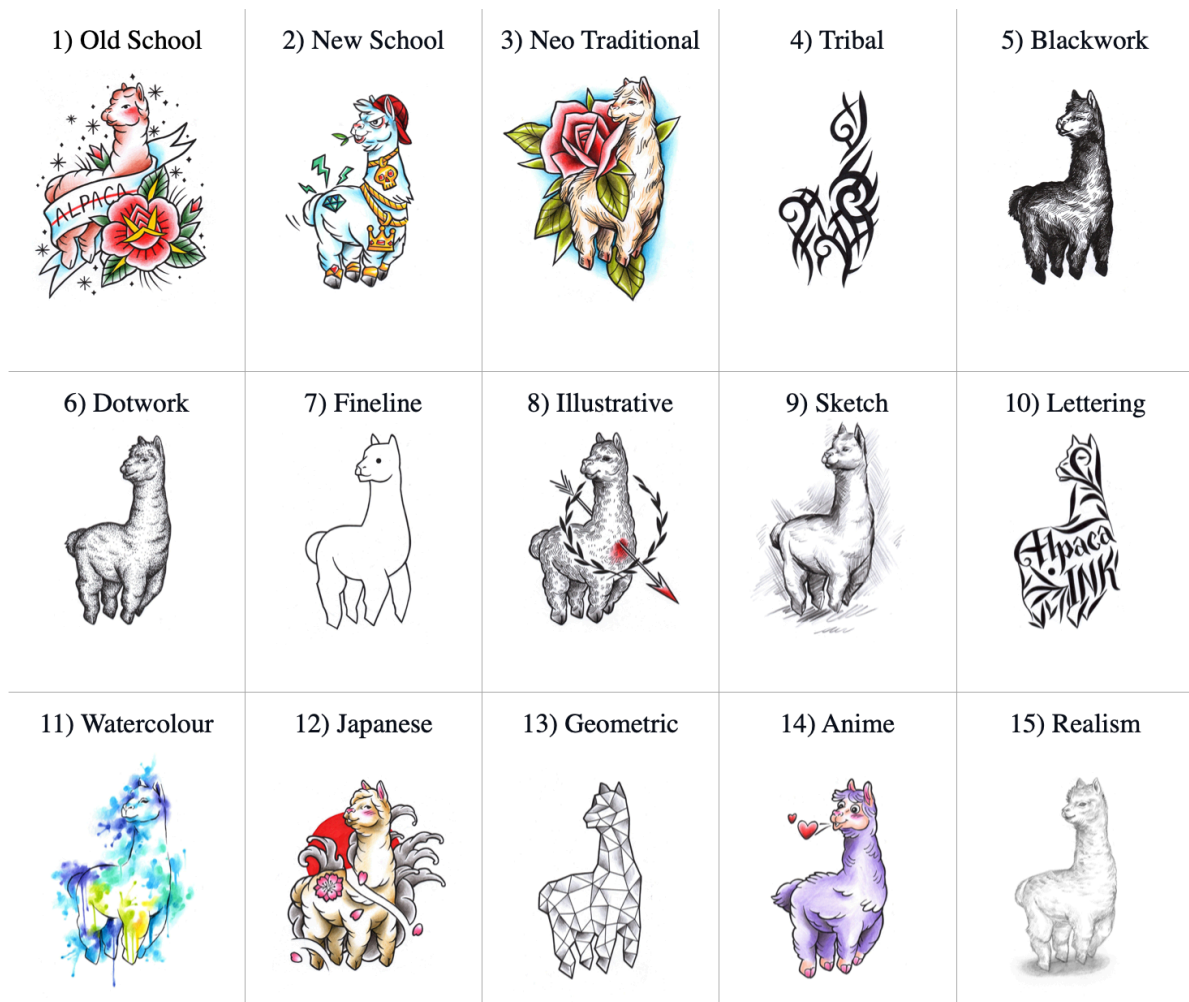 1) Old School
2) New School
3) Neo Traditional
4) Tribal
5) Blackwork
ALPACA
6) Dotwork
7) Fineline
8) Illustrative
9) Sketch
10) Lettering
Alpaca
INK
11) Watercolour
12) Japanese
13) Geometric
14) Anime
15) Realism